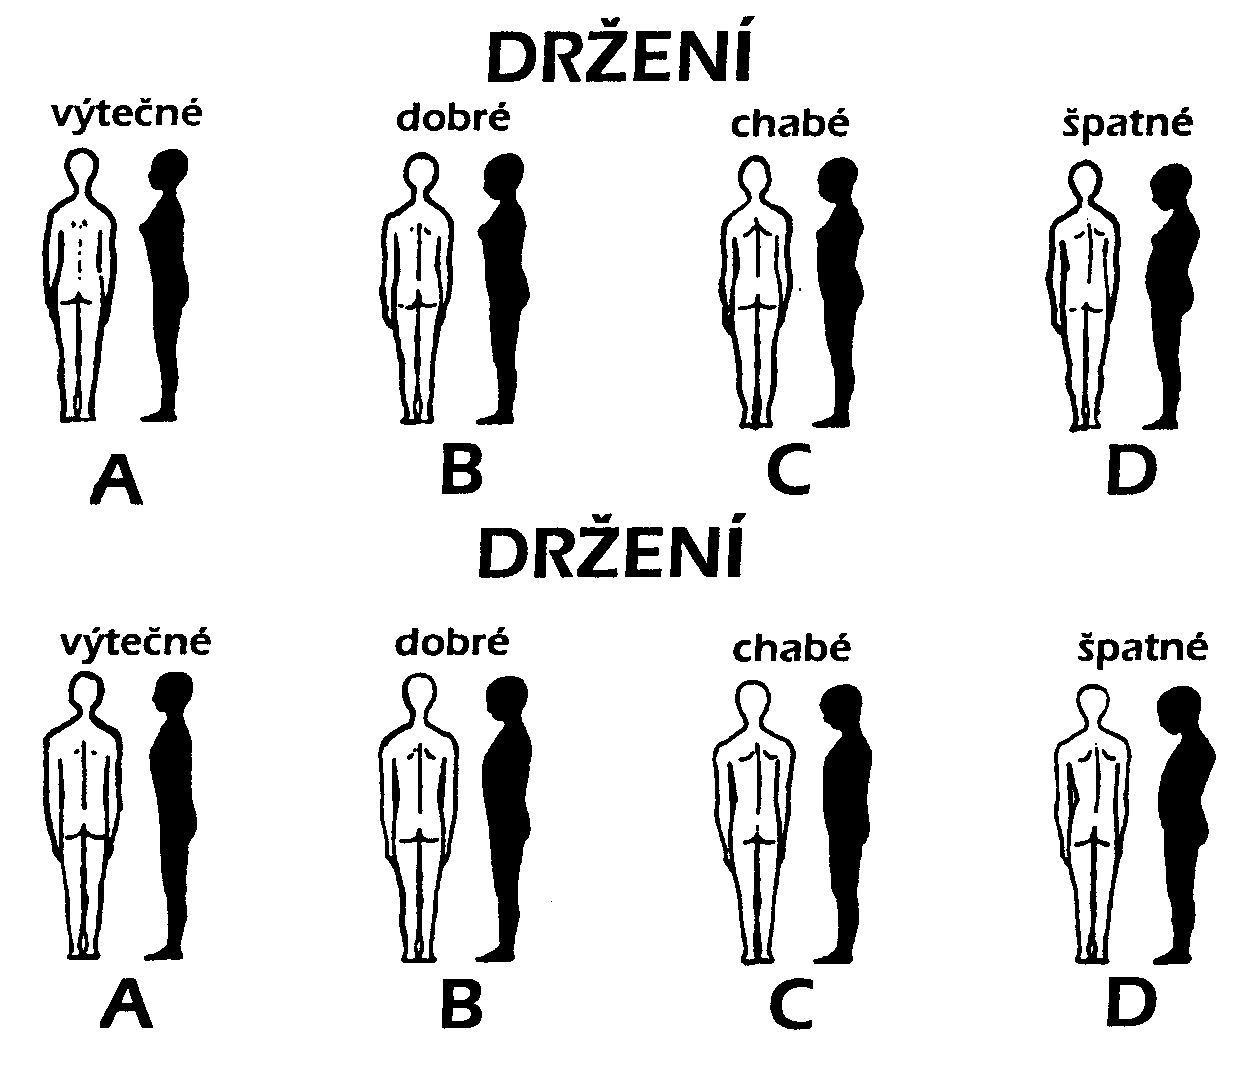 DRŽENÍ
výtečné dobré chabé špatné
A B C D
DRŽENÍ
výtečné dobré chabé špatné
A B C D